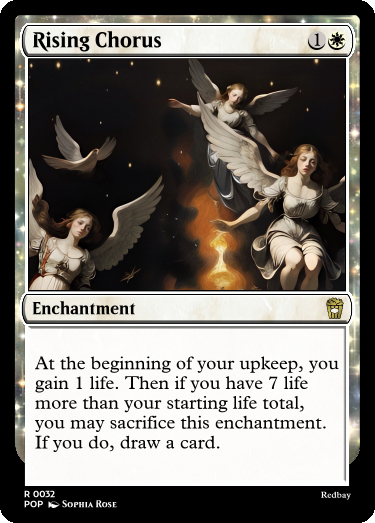 Rising Chorus 1
Enchantment
At the beginning of your upkeep, you
gain 1 life. Then if you have 7 life
more than your starting life total,
you may sacrifice this enchantment.
If you do, draw a card.
R 0032
POP Sophia Rose
Redbay